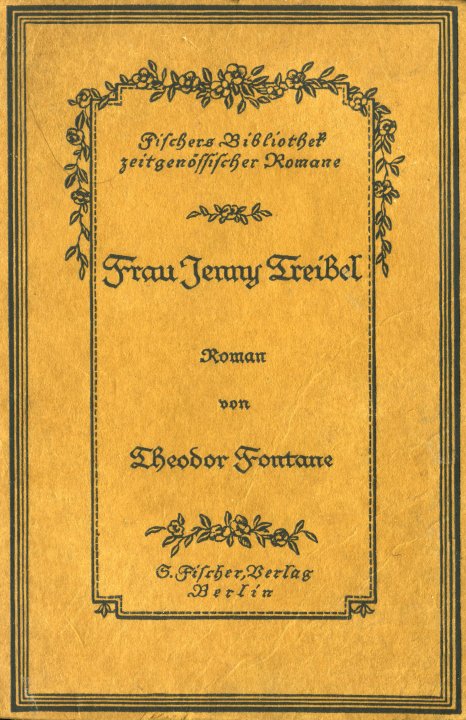 Fischers Bibliothek
zeitgenössischer Romane
Frau Jenny Treibel
Roman
von
Theodor Fontane
S. Fischer, Verlag
Berlin